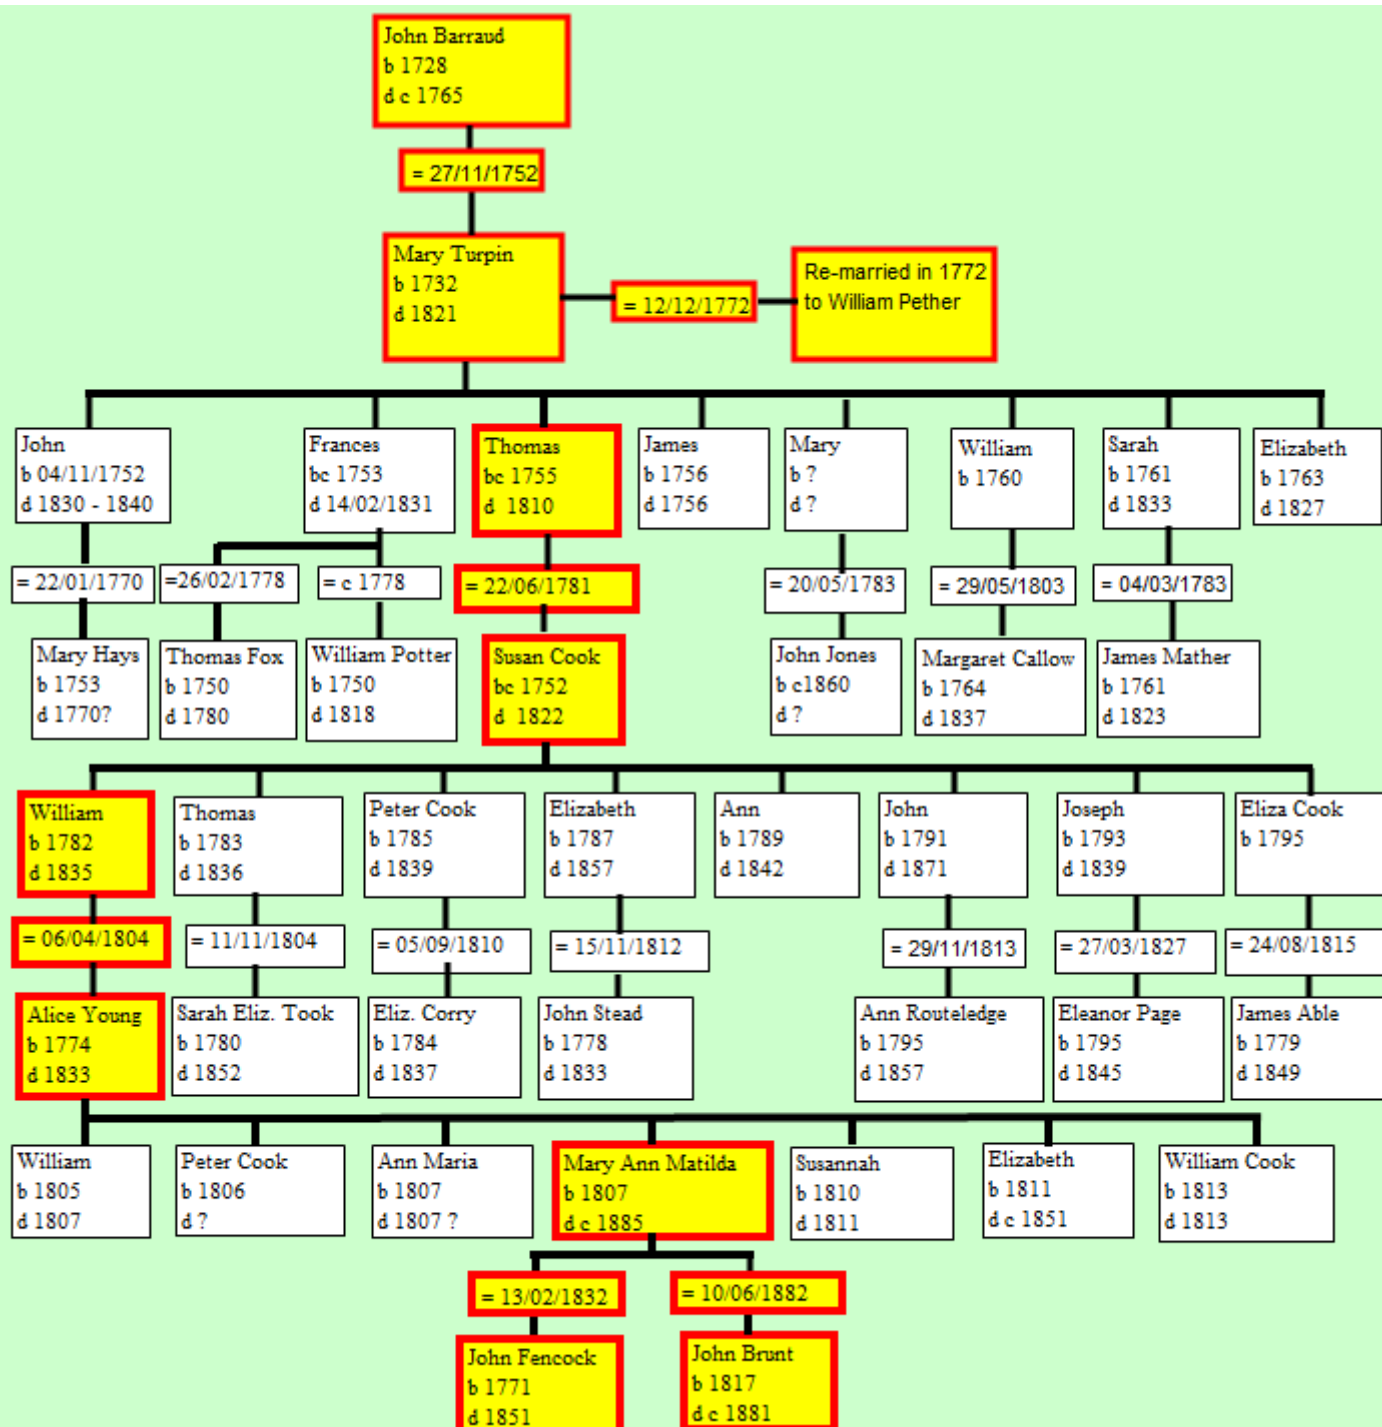 John Barraud
b 1728
d c 1765
= 27/11/1752
Mary Turpin
b 1732
d 1821
= 12/12/1772
Re-married in 1772
to William Pether
John
b 04/11/1752
d 1830 - 1840
Frances
bc 1753
d 14/02/1831
Thomas
bc 1755
d 1810
James
b 1756
d 1756
Mary
b ?
d ?
William
b 1760
Sarah
b 1761
d 1833
Elizabeth
b 1763
d 1827
= 22/01/1770
=26/02/1778
= c 1778
= 22/06/1781
= 20/05/1783
= 29/05/1803
= 04/03/1783
Mary Hays
b 1753
d 1770?
Thomas Fox
b 1750
d 1780
William Potter
b 1750
d 1818
Susan Cook
bc 1752
d 1822
John Jones
b c1860
d ?
Margaret Callow
b 1764
d 1837
James Mather
b 1761
d 1823
William
b 1782
d 1835
Thomas
b 1783
d 1836
Peter Cook
b 1785
d 1839
Elizabeth
b 1787
d 1857
Ann
b 1789
d 1842
John
b 1791
d 1871
Joseph
b 1793
d 1839
Eliza Cook
b 1795
= 06/04/1804
= 11/11/1804
= 05/09/1810
= 15/11/1812
= 29/11/1813
= 27/03/1827
= 24/08/1815
Alice Young
b 1774
d 1833
Sarah Eliz. Took
b 1780
d 1852
Eliz. Corry
b 1784
d 1837
John Stead
b 1778
d 1833
Ann Routeledge
b 1795
d 1857
Eleanor Page
b 1795
d 1845
James Able
b 1779
d 1849
William
b 1805
d 1807
Peter Cook
b 1806
d ?
Ann Maria
b 1807
d 1807 ?
Mary Ann Matilda
b 1807
d c 1885
Susannah
b 1810
d 1811
Elizabeth
b 1811
d c 1851
William Cook
b 1813
d 1813
= 13/02/1832
= 10/06/1882
John Fencock
b 1771
d 1851
John Brunt
b 1817
d c 1881